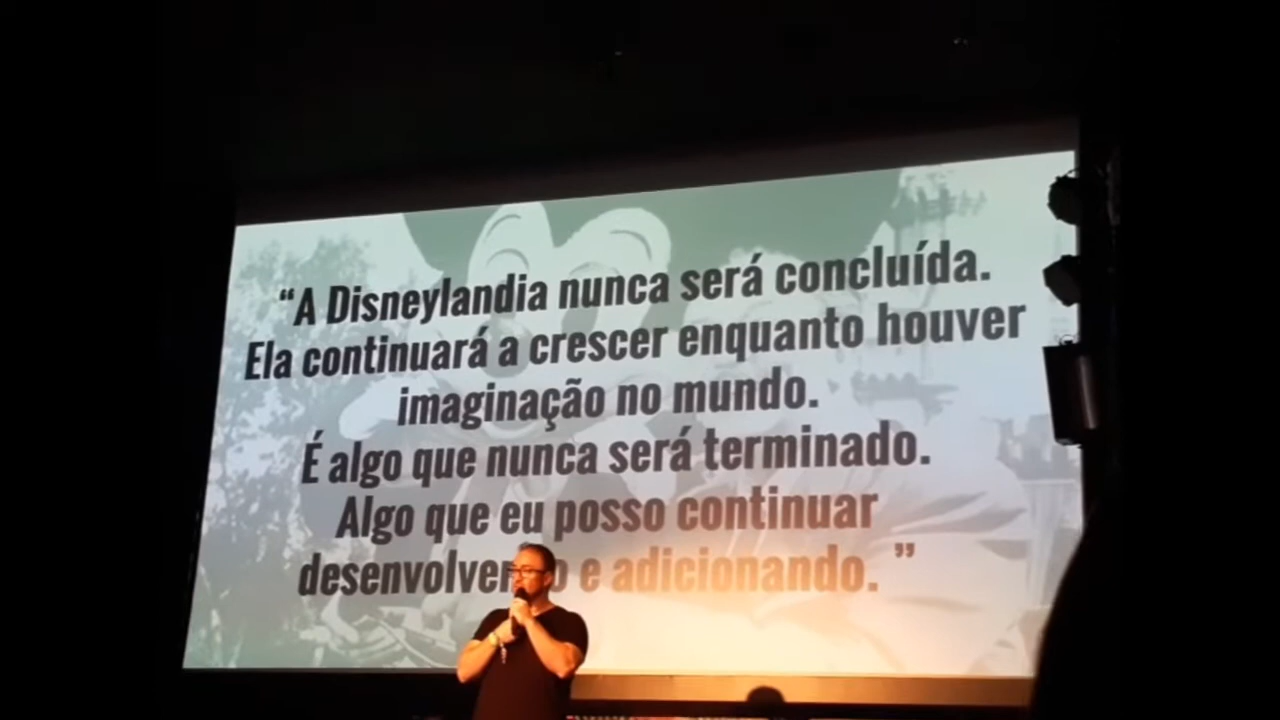 “A Disneylandia nunca será concluída.
Ela continuará a crescer enquanto houver
imaginação no mundo.
É algo que nunca será terminado.
Algo que eu posso continuar
desenvolvendo e adicionando. ”